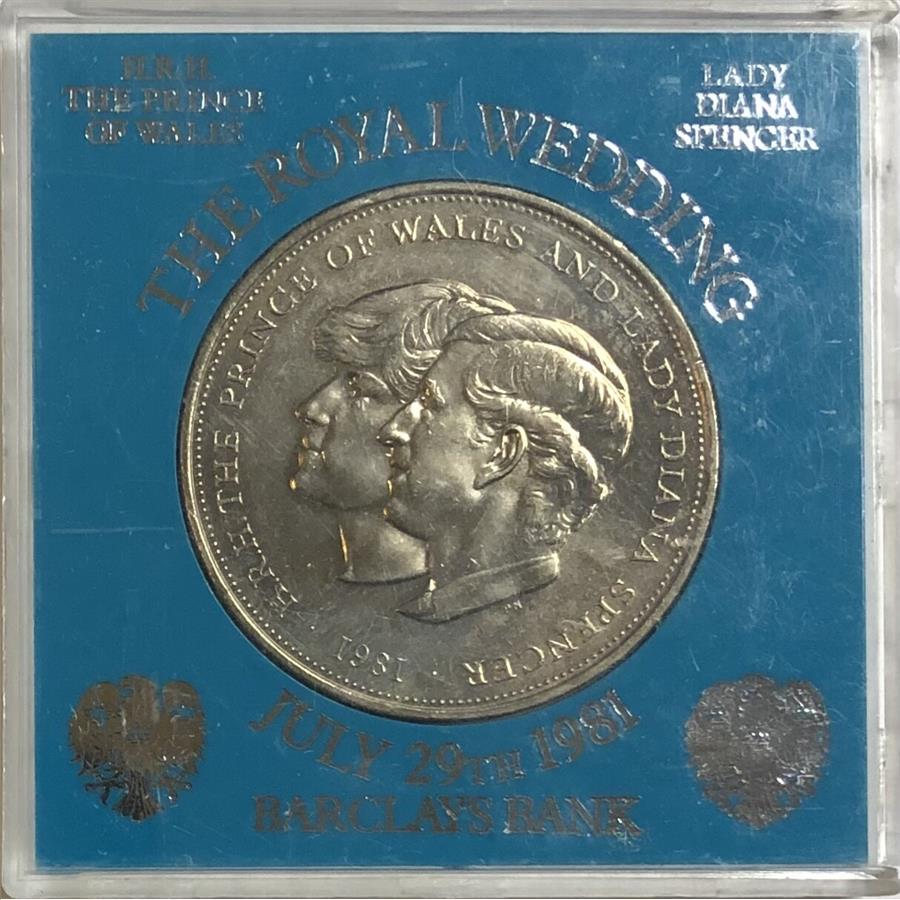 H.R.H.
THE PRINCE
OF WALES
LADY
DIANA
SPENCER
THE ROYAL WEDDING
H.R.H. THE PRINCE OF WALES AND LADY DIANA SPENCER
1981
JULY 29TH 1981
BARCLAYS BANK